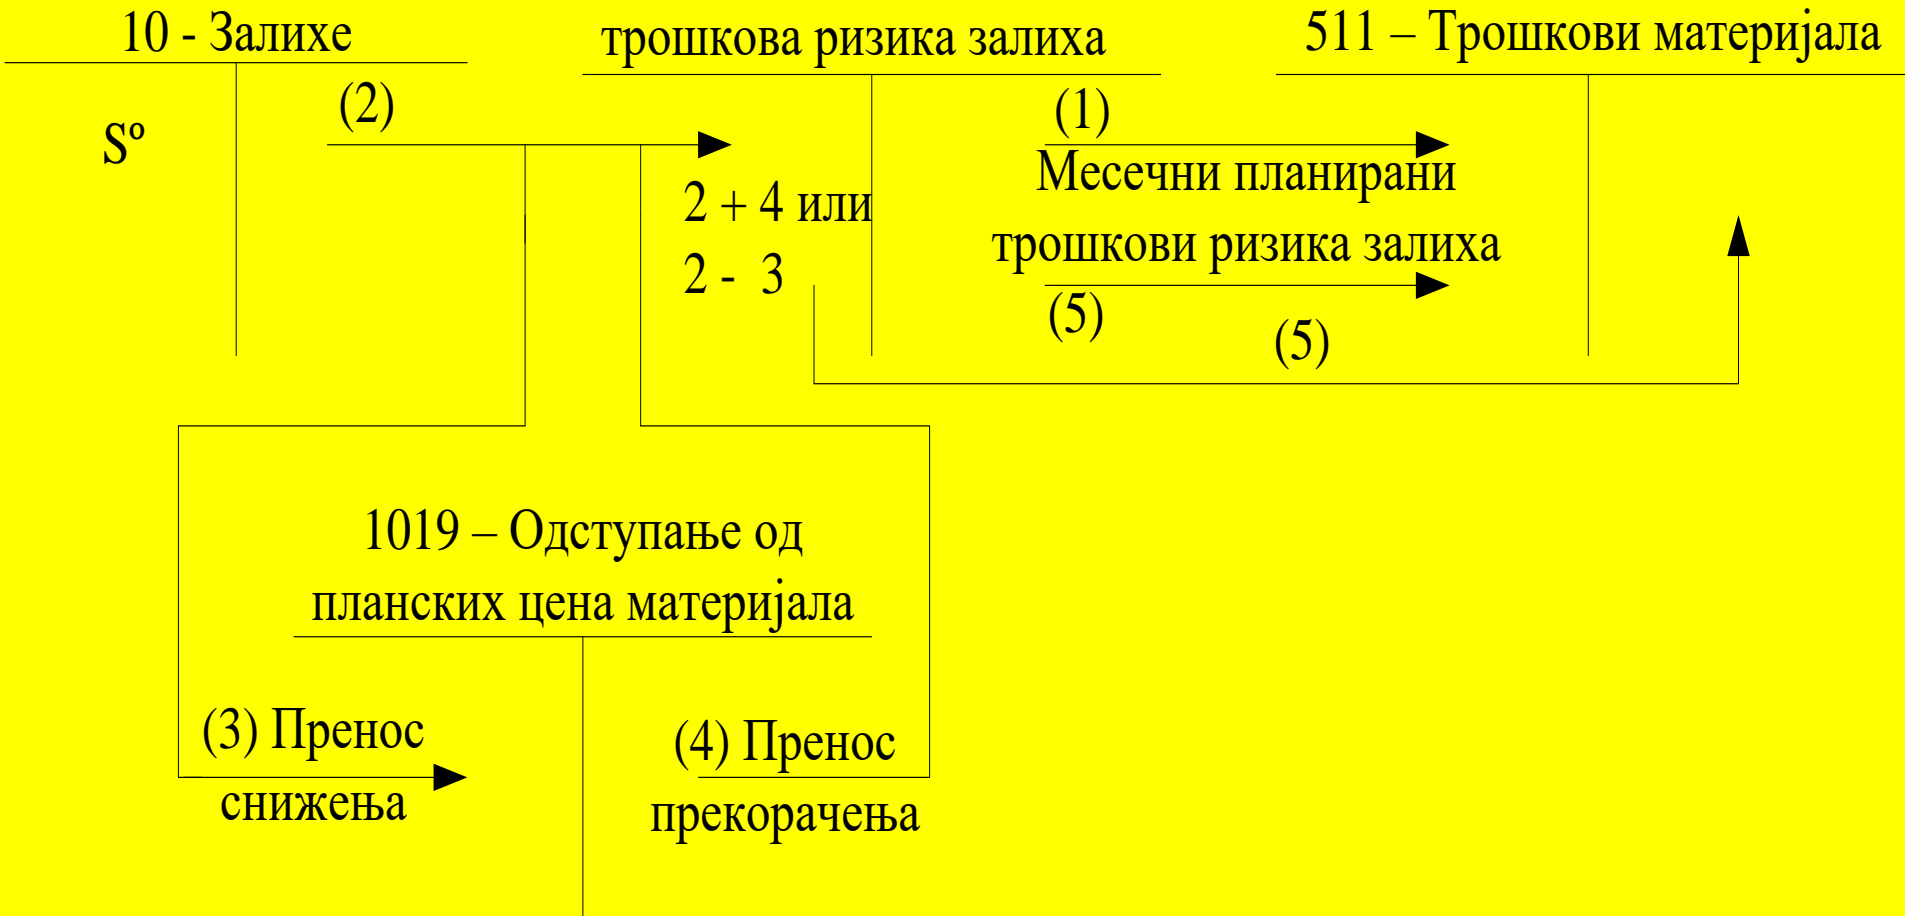 10 - Залихе
трошкова ризика залиха
511 – Трошкови материјала
(2)
(1)
Sº
Месечни планирани
2 + 4 или
трошкови ризика залиха
2 - 3
(5)
(5)
1019 – Одступање од
планских цена материјала
(3) Пренос
снижења
(4) Пренос
прекорачења